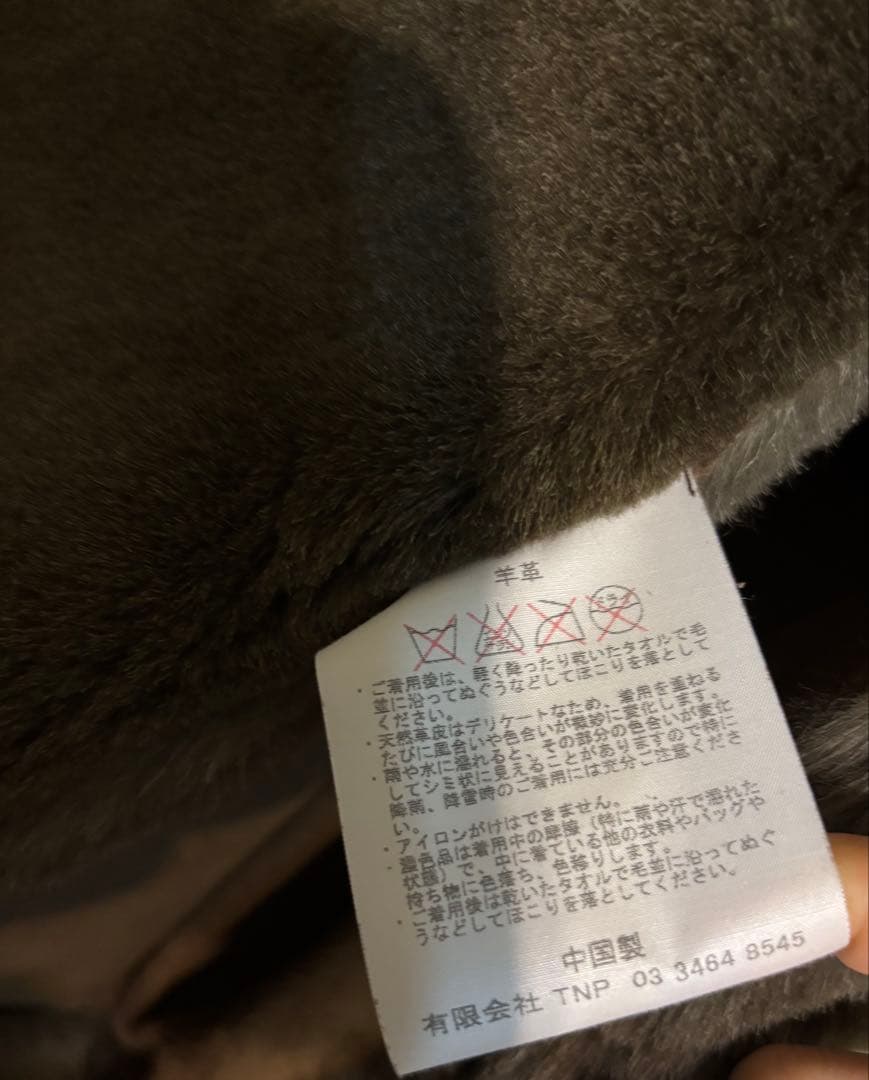 羊革
ドライ
・ご着用後は、軽く降ったり乾いたタオルで毛
並に沿ってぬぐうなどしてほこりを落として
ください。
・天然革皮はデリケートなため、着用を重ねる
たびに風合いや色合いが微妙に変化します。
・雨や水に濡れると、その部分の色合いが変化
してシミ状に見えることがありますので特に
降雨、降雪時のご着用には充分ご注意くださ
い。
・アイロンがけはできません。
・濃色品は着用中の摩擦（特に雨や汗で濡れた
状態）で、中に着ている他の衣料やバッグや
持ち物に色落ち、色移りします。
・ご着用後は乾いたタオルで毛並に沿ってぬぐ
うなどしてほこりを落としてください。
中国製
有限会社 TNP 03 3464 8545